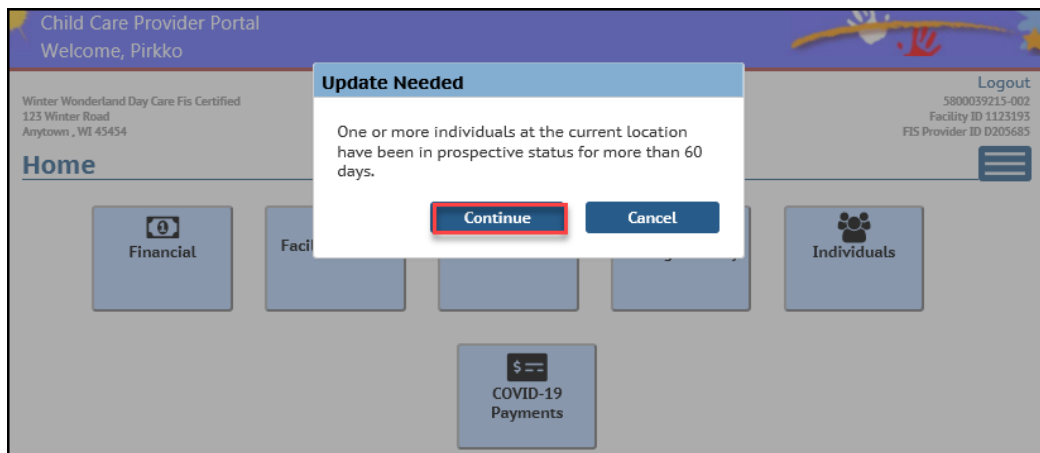 Child Care Provider Portal
Welcome, Pirkko
Update Needed
Logout
Winter Wonderland Day Care Fis Certified
123 Winter Road
Anytown , WI 45454
5800039215-002
Facility ID 1123193
FIS Provider ID D205685
One or more individuals at the current location
have been in prospective status for more than 60
days.
Home
Continue
Cancel
Financial
Facil
Individuals
$
COVID-19
Payments